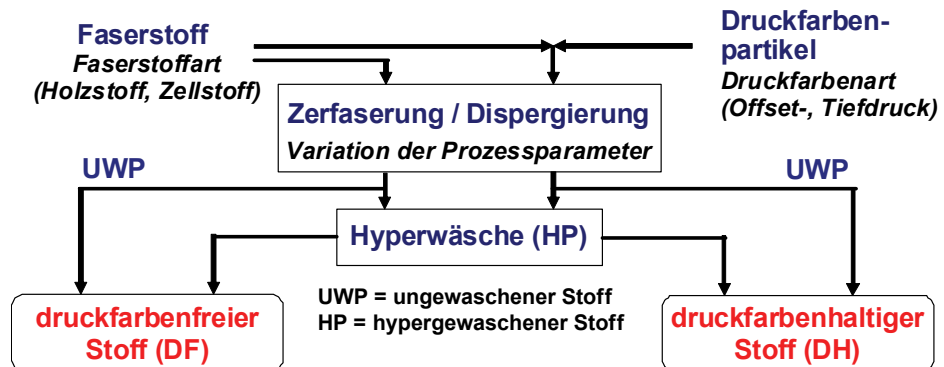 Faserstoff
Faserstoffart
(Holzstoff, Zellstoff)
Druckfarben-
partikel
Druckfarbenart
(Offset-, Tiefdruck)
Zerfaserung / Dispergierung
Variation der Prozessparameter
UWP
UWP
Hyperwäsche (HP)
UWP = ungewaschener Stoff
HP = hypergewaschener Stoff
druckfarbenfreier
Stoff (DF)
druckfarbenhaltiger
Stoff (DH)